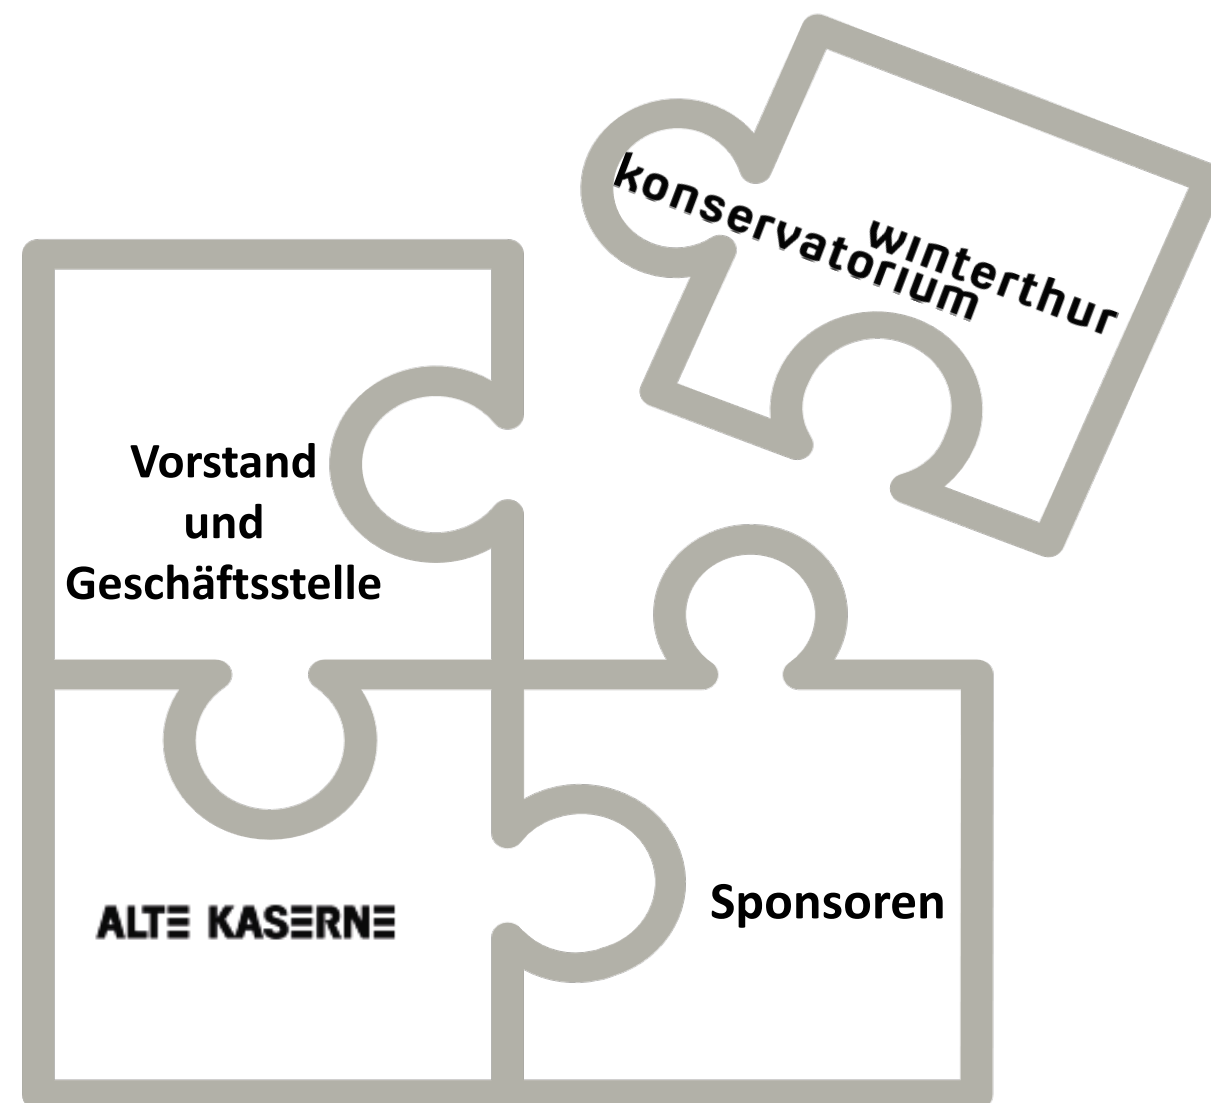 konservatorium
winterthur
Vorstand
und
Geschäftsstelle
ALTE KASERNE
Sponsoren